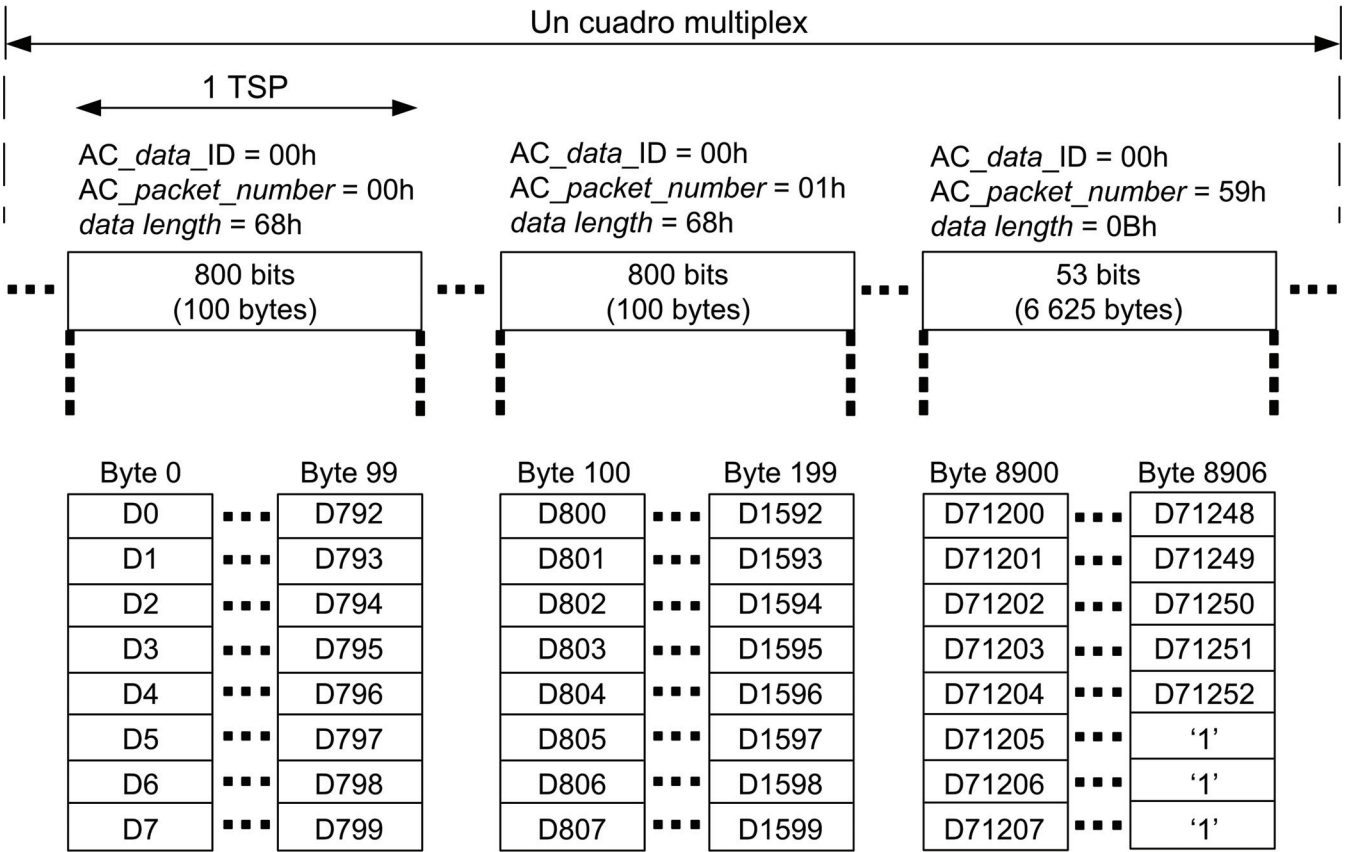 Un cuadro multiplex
1 TSP
AC_data_ID = 00h
AC_packet_number = 00h
data length = 68h
AC_data_ID = 00h
AC_packet_number = 01h
data length = 68h
AC_data_ID = 00h
AC_packet_number = 59h
data length = 0Bh
800 bits
(100 bytes)
800 bits
(100 bytes)
53 bits
(6 625 bytes)
Byte 0 Byte 99 Byte 100 Byte 199 Byte 8900 Byte 8906
D0 D792 D800 D1592 D71200 D71248
D1 D793 D801 D1593 D71201 D71249
D2 D794 D802 D1594 D71202 D71250
D3 D795 D803 D1595 D71203 D71251
D4 D796 D804 D1596 D71204 D71252
D5 D797 D805 D1597 D71205 ‘1’
D6 D798 D806 D1598 D71206 ‘1’
D7 D799 D807 D1599 D71207 ‘1’